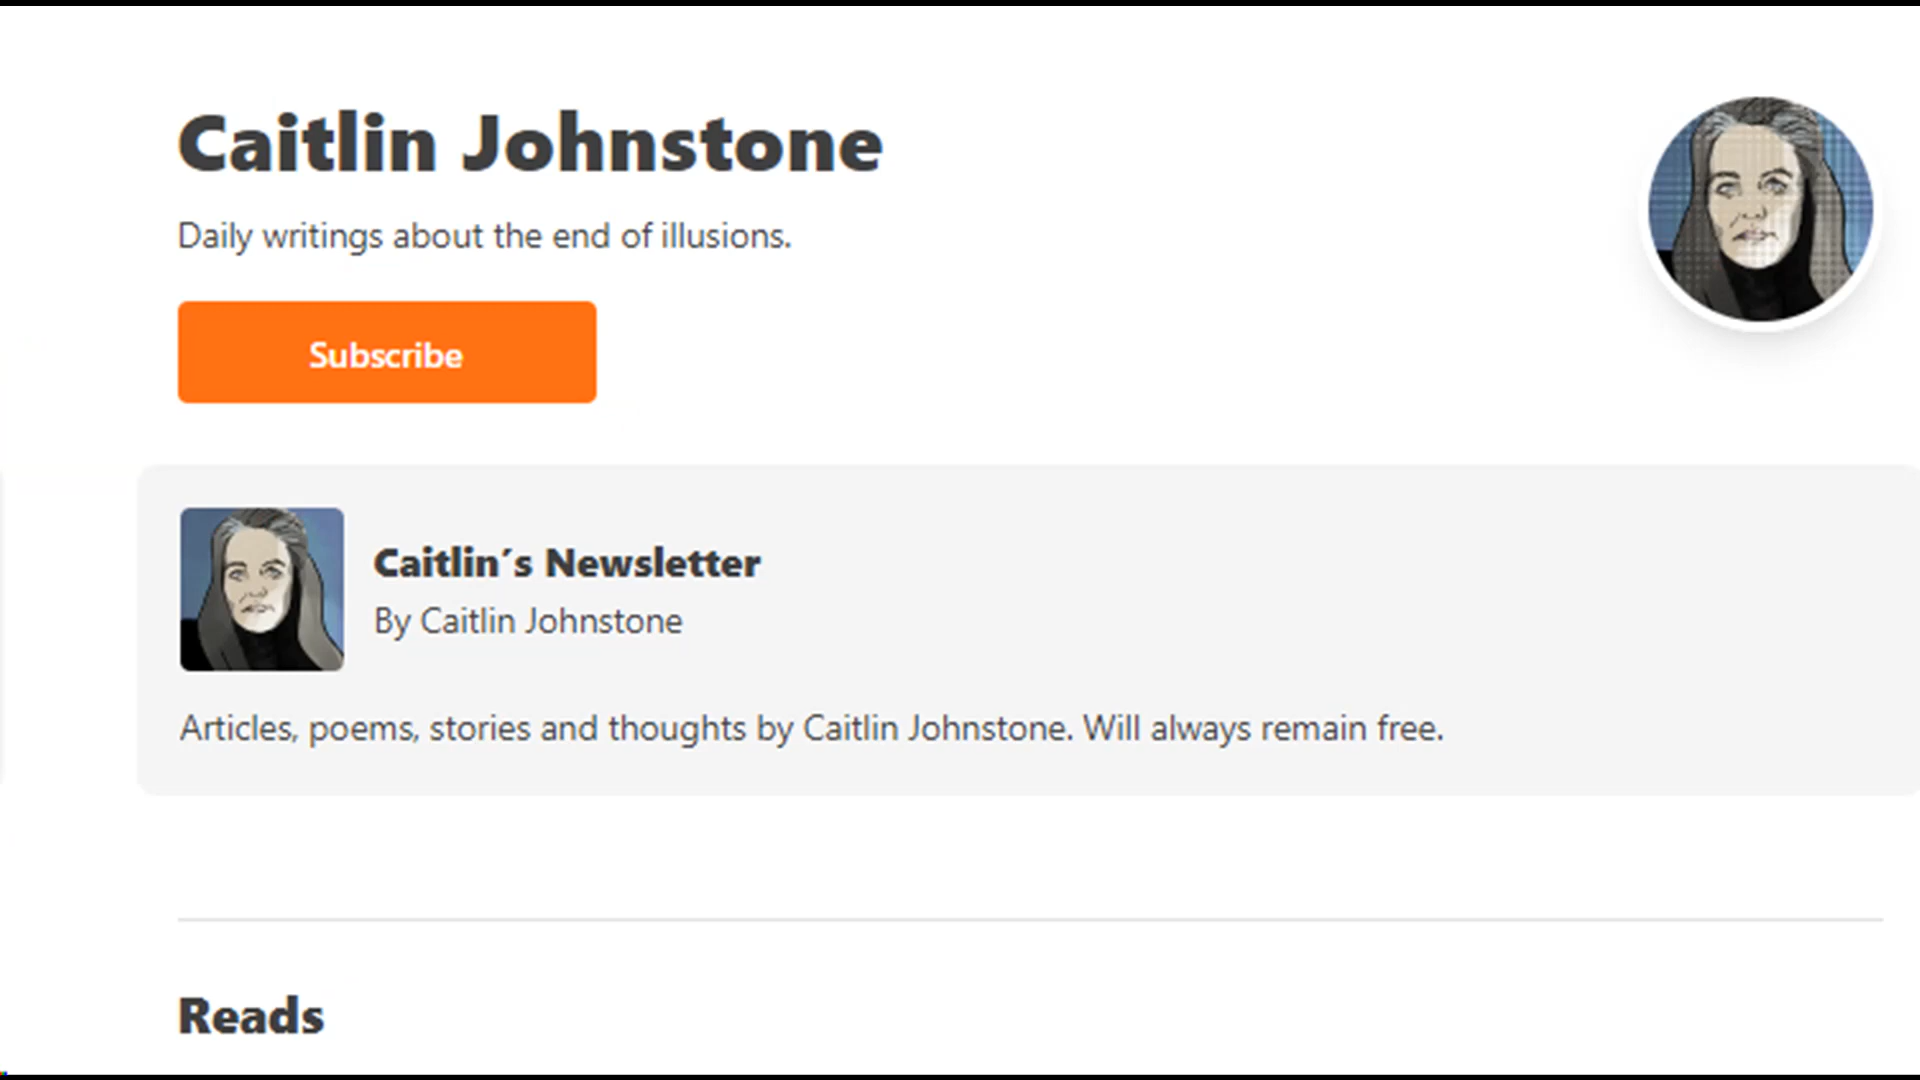 Caitlin Johnstone
Daily writings about the end of illusions.
Subscribe
Caitlin´s Newsletter
By Caitlin Johnstone
Articles, poems, stories and thoughts by Caitlin Johnstone. Will always remain free.
Reads